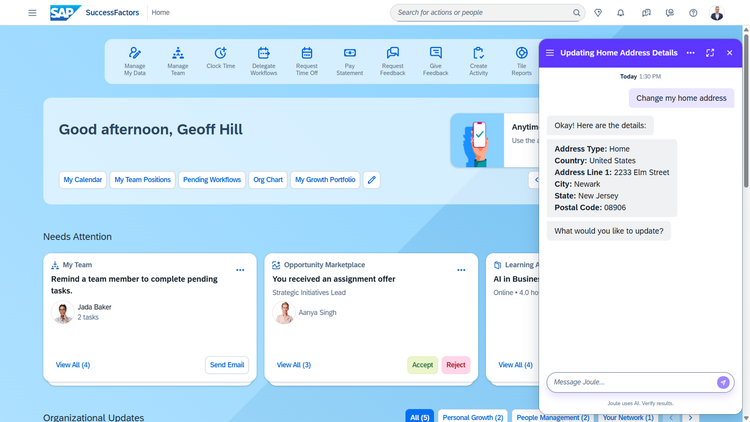 SAP SuccessFactors Home
Search for actions or people
Manage My Data
Manage Team
Clock Time
Delegate Workflows
Request Time Off
Pay Statement
Request Feedback
Give Feedback
Create Activity
Tile Reports
Good afternoon, Geoff Hill
My Calendar
My Team Positions
Pending Workflows
Org Chart
My Growth Portfolio
Anytim
Use the a
Needs Attention
My Team
Remind a team member to complete pending
tasks.
Jada Baker
2 tasks
View All (4)
Send Email
Opportunity Marketplace
You received an assignment offer
Strategic Initiatives Lead
Aanya Singh
View All (3)
Accept
Reject
Learning A
AI in Busine
Online • 4.0 ho
View All (4)
Organizational Updates
All (5)
Personal Growth (2)
People Management (2)
Your Network (1)
Updating Home Address Details
Today 1:30 PM
Change my home address
Okay! Here are the details:
Address Type: Home
Country: United States
Address Line 1: 2233 Elm Street
City: Newark
State: New Jersey
Postal Code: 08906
What would you like to update?
Message Joule...
Joule uses AI. Verify results.